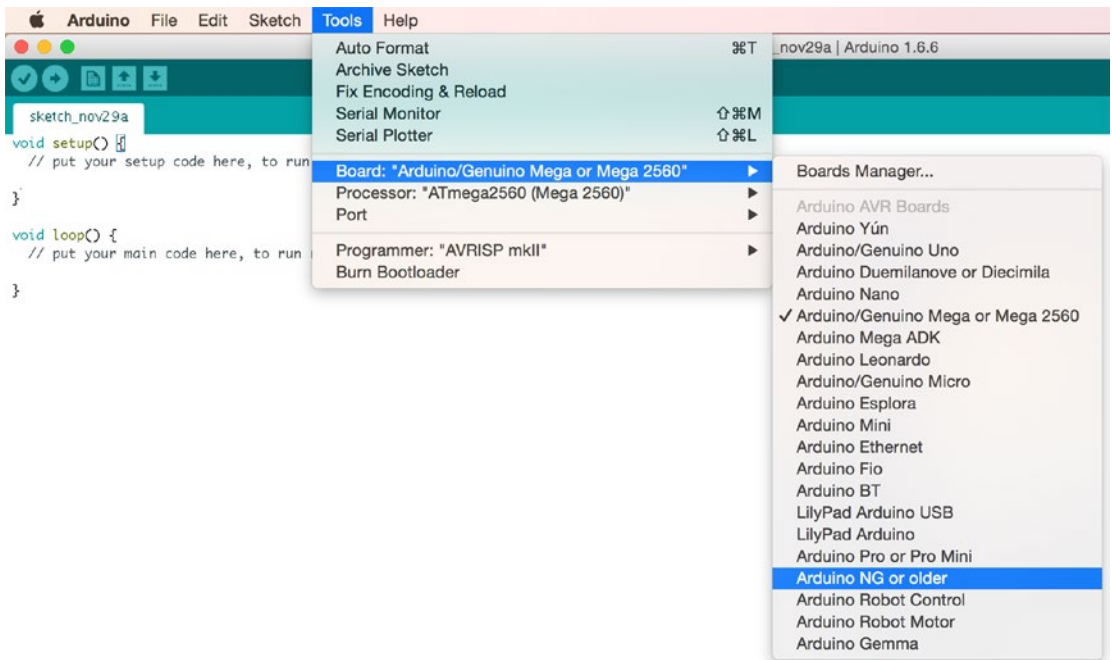 Arduino File Edit Sketch Tools Help
_nov29a | Arduino 1.6.6
sketch_nov29a
void setup() {
// put your setup code here, to run
}
void loop() {
// put your main code here, to run
}
Auto Format ⌘T
Archive Sketch
Fix Encoding & Reload
Serial Monitor ⇧⌘M
Serial Plotter ⇧⌘L
Board: "Arduino/Genuino Mega or Mega 2560"
Processor: "ATmega2560 (Mega 2560)"
Port
Programmer: "AVRISP mkII"
Burn Bootloader
Boards Manager...
Arduino AVR Boards
Arduino Yún
Arduino/Genuino Uno
Arduino Duemilanove or Diecimila
Arduino Nano
✓ Arduino/Genuino Mega or Mega 2560
Arduino Mega ADK
Arduino Leonardo
Arduino/Genuino Micro
Arduino Esplora
Arduino Mini
Arduino Ethernet
Arduino Fio
Arduino BT
LilyPad Arduino USB
LilyPad Arduino
Arduino Pro or Pro Mini
Arduino NG or older
Arduino Robot Control
Arduino Robot Motor
Arduino Gemma